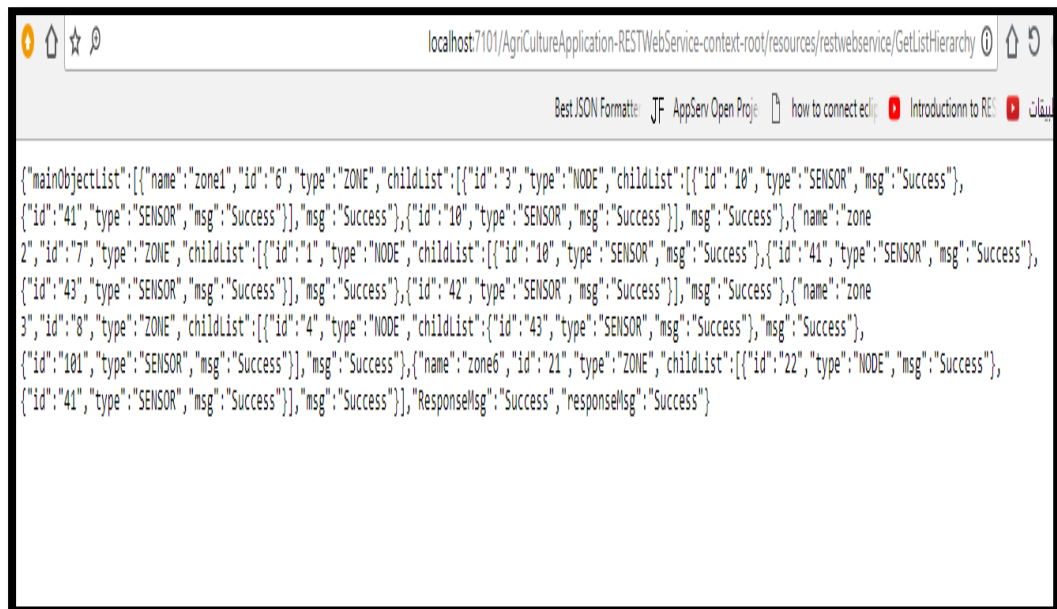 localhost:7101/AgriCultureApplication-RESTWebService-context-root/resources/restwebservice/GetListHierarchy
Best JSON Formatte JF AppServ Open Proje how to connect eclip Introductionn to RES
{"mainObjectList":[{"name":"zone1","id":"6","type":"ZONE","childList":[{"id":"3","type":"NODE","childList":[{"id":"10","type":"SENSOR","msg":"Success"},
{"id":"41","type":"SENSOR","msg":"Success"}],"msg":"Success"},{"id":"10","type":"SENSOR","msg":"Success"}],"msg":"Success"},{"name":"zone
2","id":"7","type":"ZONE","childList":[{"id":"1","type":"NODE","childList":[{"id":"10","type":"SENSOR","msg":"Success"},{"id":"41","type":"SENSOR","msg":"Success"},
{"id":"43","type":"SENSOR","msg":"Success"}],"msg":"Success"},{"id":"42","type":"SENSOR","msg":"Success"}],"msg":"Success"},{"name":"zone
3","id":"8","type":"ZONE","childList":[{"id":"4","type":"NODE","childList":{"id":"43","type":"SENSOR","msg":"Success"},"msg":"Success"},
{"id":"101","type":"SENSOR","msg":"Success"}],"msg":"Success"},{"name":"zone6","id":"21","type":"ZONE","childList":[{"id":"22","type":"NODE","msg":"Success"},
{"id":"41","type":"SENSOR","msg":"Success"}],"msg":"Success"}],"ResponseMsg":"Success","responseMsg":"Success"}